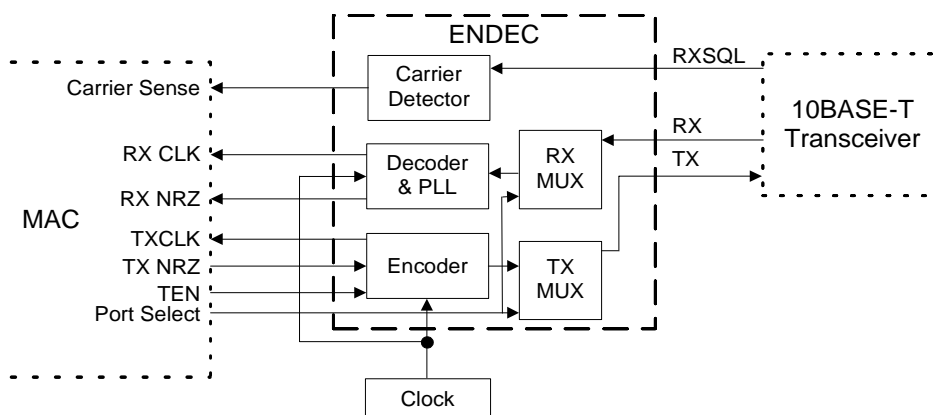 ENDEC
RXSQL
Carrier Sense
Carrier
Detector
10BASE-T
Transceiver
RX
RX CLK
Decoder
& PLL
RX
MUX
TX
RX NRZ
MAC
TXCLK
TX NRZ
Encoder
TX
MUX
TEN
Port Select
Clock